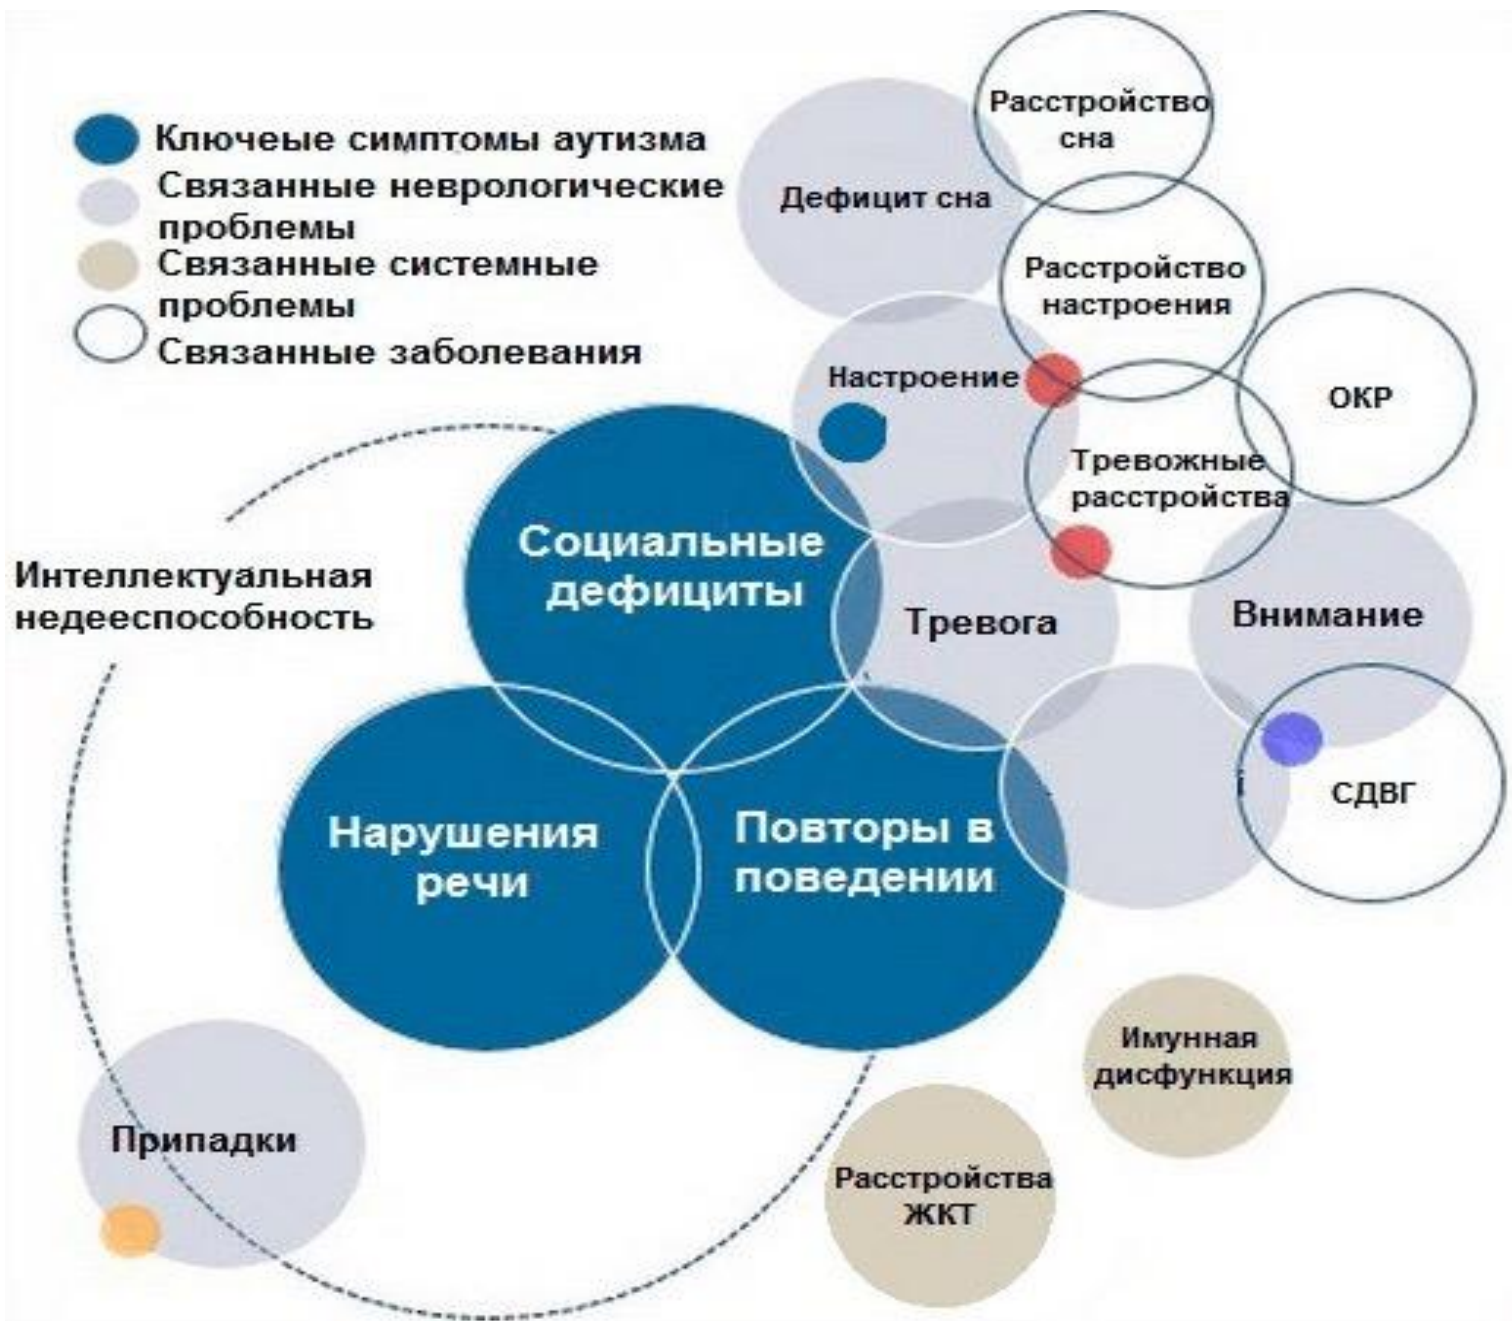 Ключеые симптомы аутизма
Связанные неврологические
проблемы
Связанные системные
проблемы
Связанные заболевания
Расстройство
сна
Дефицит сна
Расстройство
настроения
Настроение
ОКР
Тревожные
расстройства
Социальные
дефициты
Интеллектуальная
недееспособность
Тревога
Внимание
СДВГ
Нарушения
речи
Повторы в
поведении
Имунная
дисфункция
Припадки
Расстройства
ЖКТ